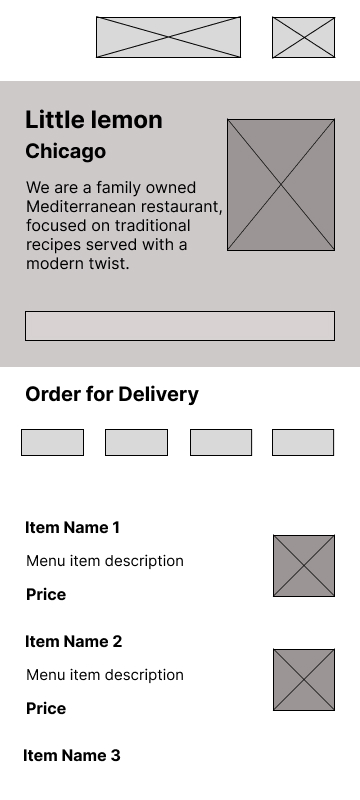 Little lemon
Chicago
We are a family owned
Mediterranean restaurant,
focused on traditional
recipes served with a
modern twist.
Order for Delivery
Item Name 1
Menu item description
Price
Item Name 2
Menu item description
Price
Item Name 3